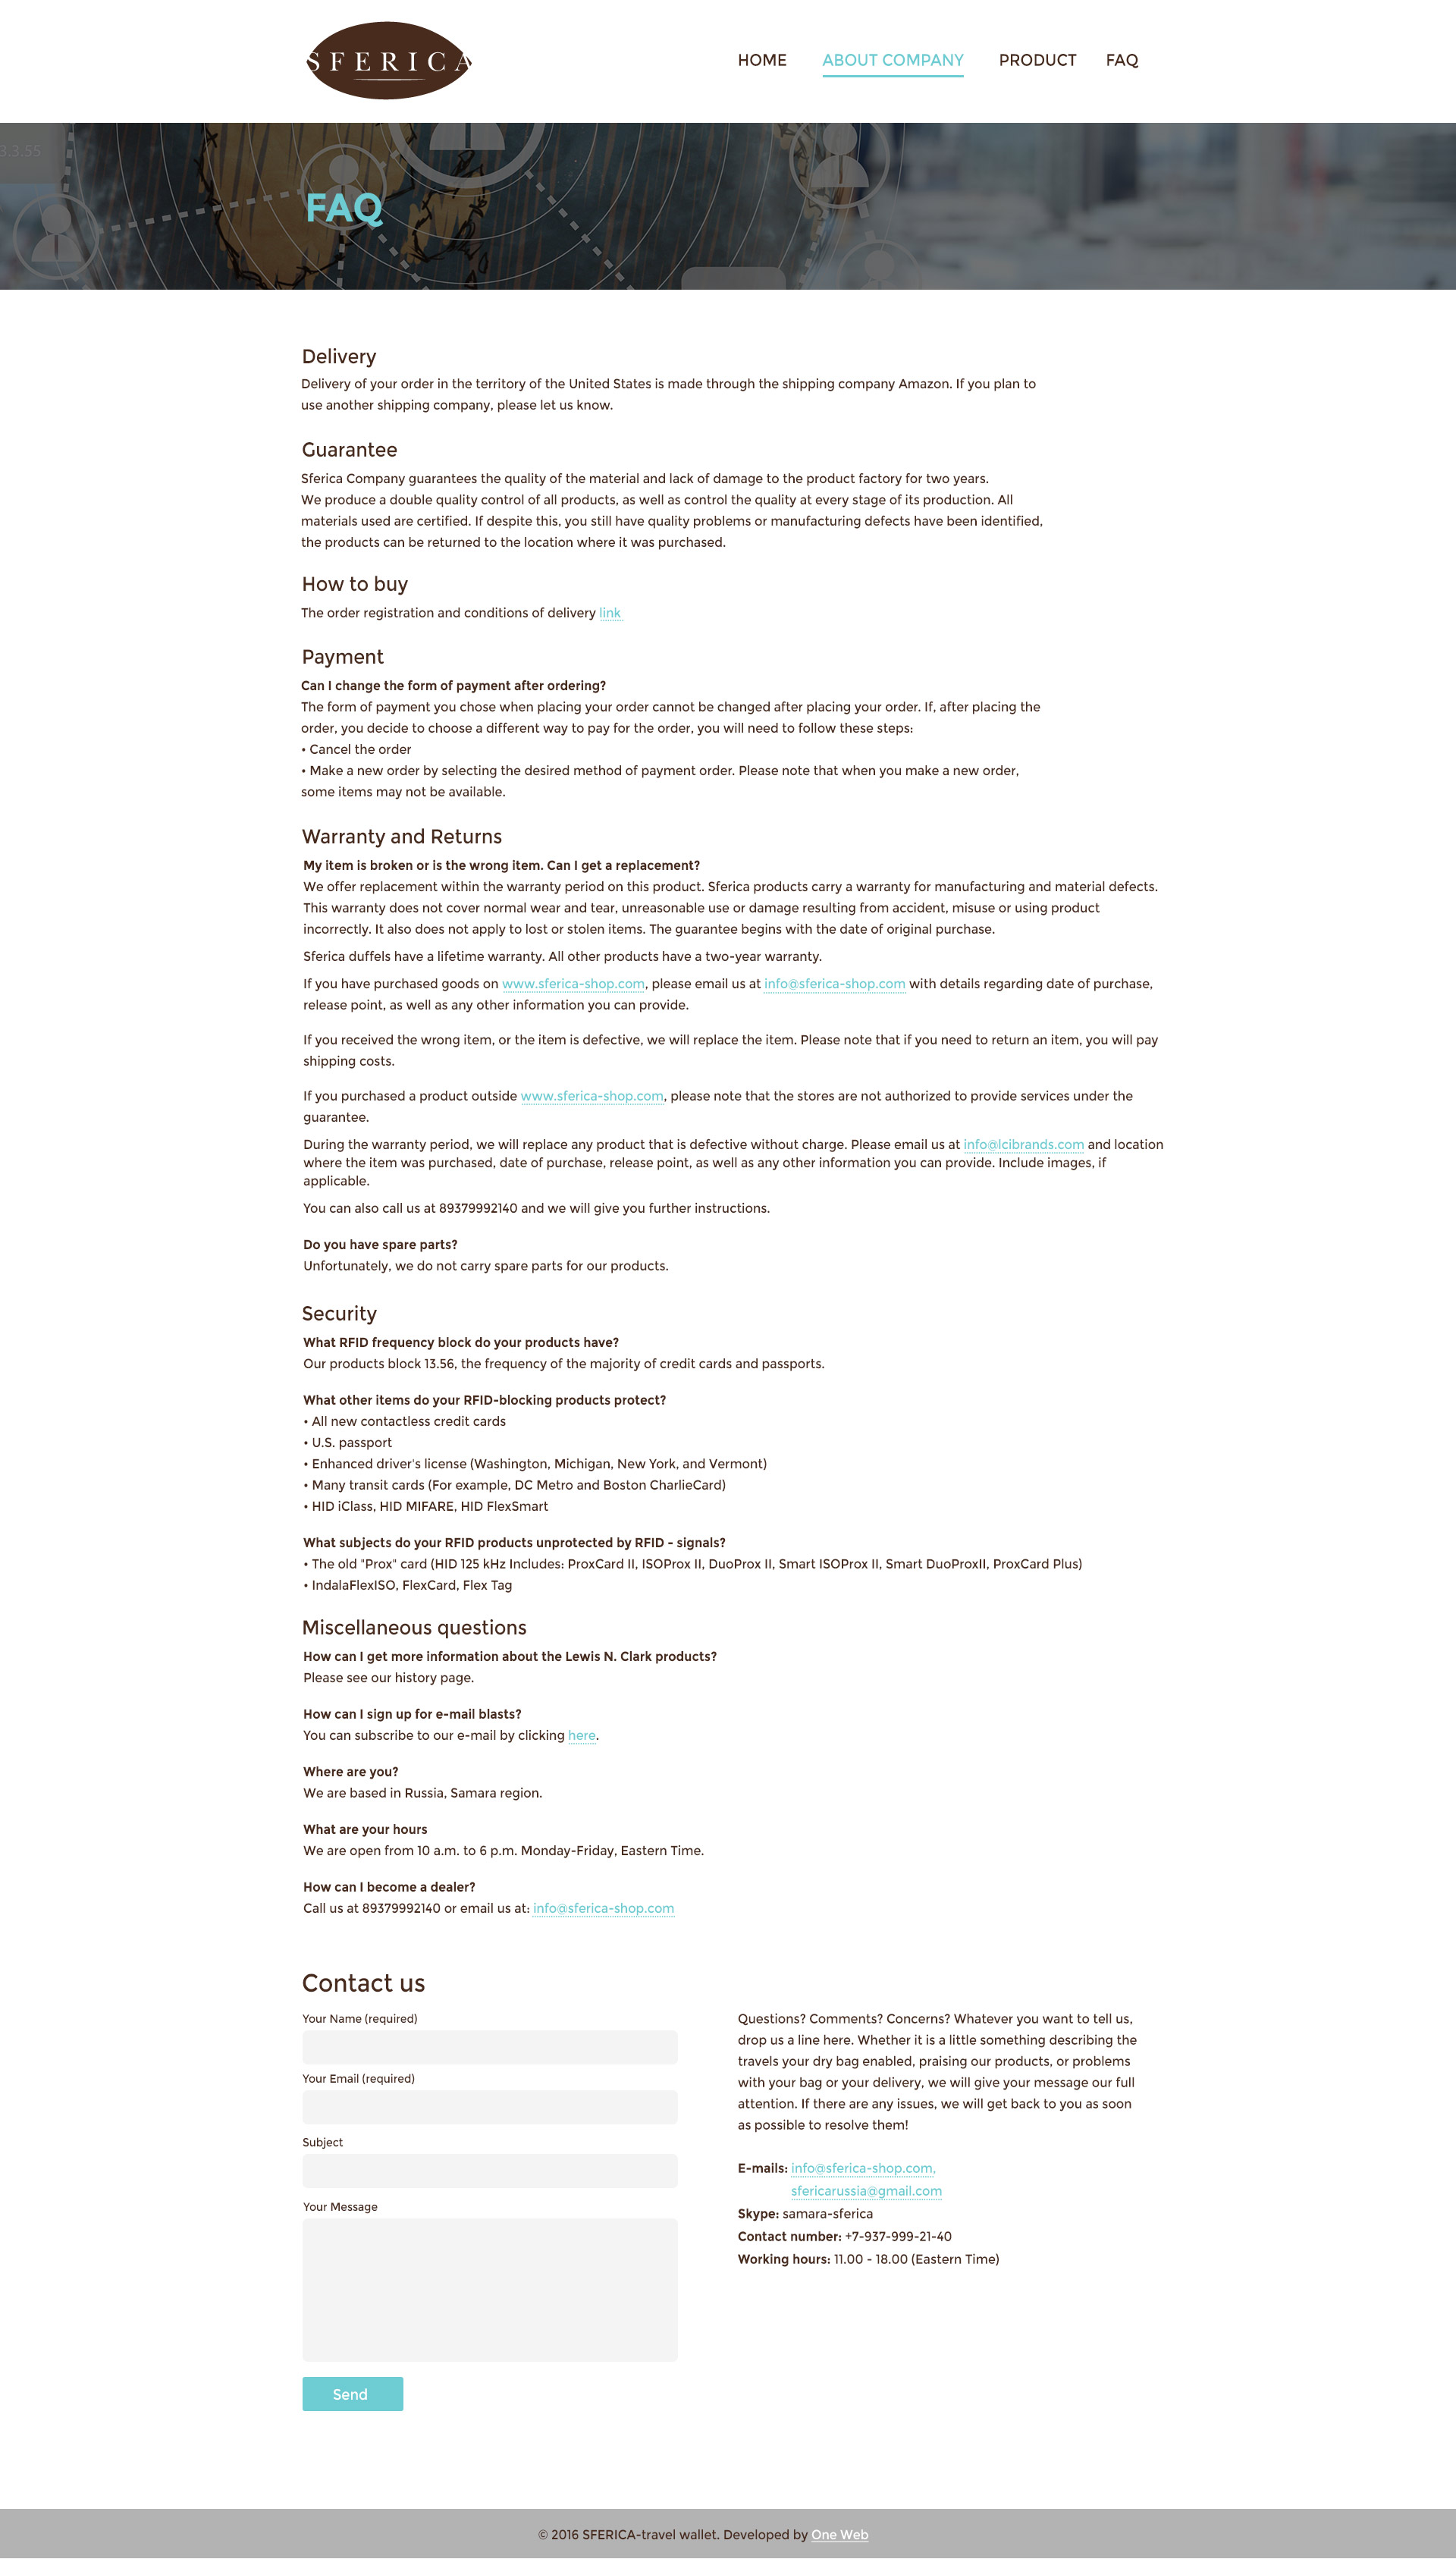 SFERICA
HOME ABOUT COMPANY PRODUCT FAQ
3.3.55
FAQ
Delivery
Delivery of your order in the territory of the United States is made through the shipping company Amazon. If you plan to
use another shipping company, please let us know.
Guarantee
Sferica Company guarantees the quality of the material and lack of damage to the product factory for two years.
We produce a double quality control of all products, as well as control the quality at every stage of its production. All
materials used are certified. If despite this, you still have quality problems or manufacturing defects have been identified,
the products can be returned to the location where it was purchased.
How to buy
The order registration and conditions of delivery link
Payment
Can I change the form of payment after ordering?
The form of payment you chose when placing your order cannot be changed after placing your order. If, after placing the
order, you decide to choose a different way to pay for the order, you will need to follow these steps:
• Cancel the order
• Make a new order by selecting the desired method of payment order. Please note that when you make a new order,
some items may not be available.
Warranty and Returns
My item is broken or is the wrong item. Can I get a replacement?
We offer replacement within the warranty period on this product. Sferica products carry a warranty for manufacturing and material defects.
This warranty does not cover normal wear and tear, unreasonable use or damage resulting from accident, misuse or using product
incorrectly. It also does not apply to lost or stolen items. The guarantee begins with the date of original purchase.
Sferica duffels have a lifetime warranty. All other products have a two-year warranty.
If you have purchased goods on www.sferica-shop.com, please email us at info@sferica-shop.com with details regarding date of purchase,
release point, as well as any other information you can provide.
If you received the wrong item, or the item is defective, we will replace the item. Please note that if you need to return an item, you will pay
shipping costs.
If you purchased a product outside www.sferica-shop.com, please note that the stores are not authorized to provide services under the
guarantee.
During the warranty period, we will replace any product that is defective without charge. Please email us at info@lcibrands.com and location
where the item was purchased, date of purchase, release point, as well as any other information you can provide. Include images, if
applicable.
You can also call us at 89379992140 and we will give you further instructions.
Do you have spare parts?
Unfortunately, we do not carry spare parts for our products.
Security
What RFID frequency block do your products have?
Our products block 13.56, the frequency of the majority of credit cards and passports.
What other items do your RFID-blocking products protect?
• All new contactless credit cards
• U.S. passport
• Enhanced driver's license (Washington, Michigan, New York, and Vermont)
• Many transit cards (For example, DC Metro and Boston CharlieCard)
• HID iClass, HID MIFARE, HID FlexSmart
What subjects do your RFID products unprotected by RFID - signals?
• The old "Prox" card (HID 125 kHz Includes: ProxCard II, ISOProx II, DuoProx II, Smart ISOProx II, Smart DuoProxII, ProxCard Plus)
• IndalaFlexISO, FlexCard, Flex Tag
Miscellaneous questions
How can I get more information about the Lewis N. Clark products?
Please see our history page.
How can I sign up for e-mail blasts?
You can subscribe to our e-mail by clicking here.
Where are you?
We are based in Russia, Samara region.
What are your hours
We are open from 10 a.m. to 6 p.m. Monday-Friday, Eastern Time.
How can I become a dealer?
Call us at 89379992140 or email us at: info@sferica-shop.com
Contact us
Your Name (required)
Your Email (required)
Subject
Your Message
Send
Questions? Comments? Concerns? Whatever you want to tell us,
drop us a line here. Whether it is a little something describing the
travels your dry bag enabled, praising our products, or problems
with your bag or your delivery, we will give your message our full
attention. If there are any issues, we will get back to you as soon
as possible to resolve them!
E-mails: info@sferica-shop.com,
sfericarussia@gmail.com
Skype: samara-sferica
Contact number: +7-937-999-21-40
Working hours: 11.00 - 18.00 (Eastern Time)
© 2016 SFERICA-travel wallet. Developed by One Web